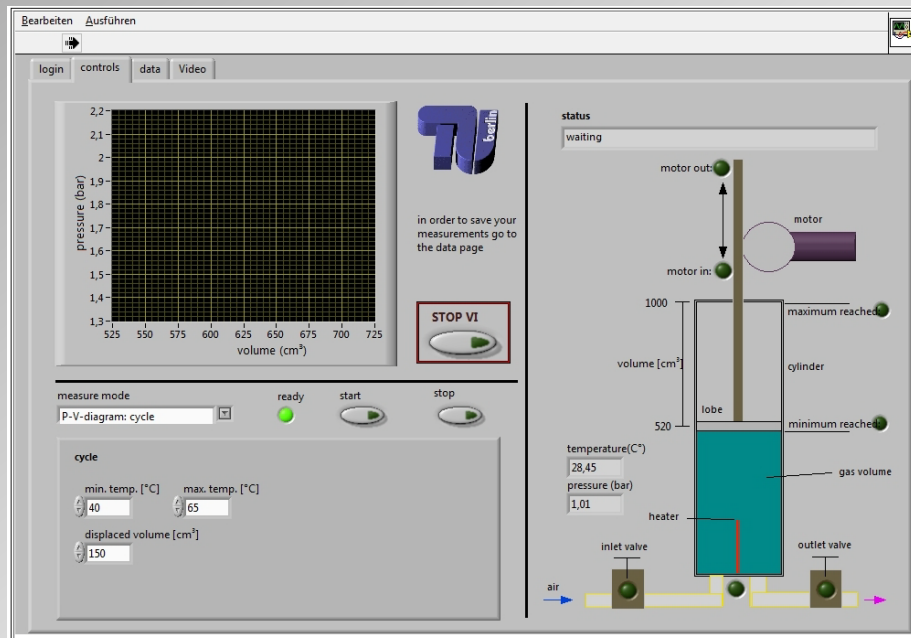 Bearbeiten Ausführen
login controls data Video
2,2
2,1
2
1,9
1,8
1,7
1,6
1,5
1,4
1,3
pressure (bar)
525 550 575 600 625 650 675 700 725
volume (cm³)
berlin
in order to save your
measurements go to
the data page
STOP VI
measure mode
P-V-diagram: cycle
ready
start
stop
cycle
min. temp. [°C] max. temp. [°C]
40 65
displaced volume [cm³]
150
status
waiting
motor out:
motor
motor in:
1000
maximum reached:
volume [cm³]
cylinder
lobe
520
minimum reached:
temperature(C°)
28,45
gas volume
pressure (bar)
1,01
heater
inlet valve
outlet valve
air